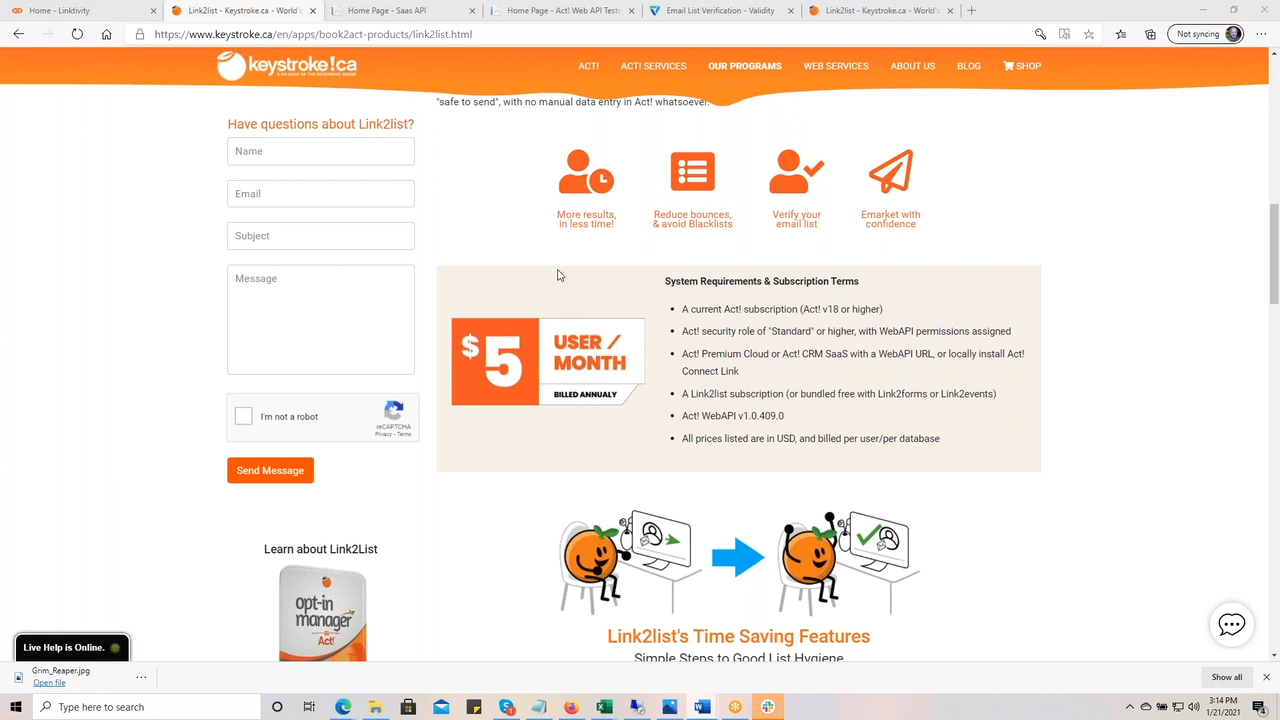 Home - Linktivity
Link2list - Keystroke.ca - World's
Home Page - SaaS API
Home Page - Act! Web API Tests
Email List Verification - Validity
Link2list - Keystroke.ca - World's
https://www.keystroke.ca/en/apps/book2act-products/link2list.html
Not syncing
keystroke!ca
ACT!
ACT! SERVICES
OUR PROGRAMS
WEB SERVICES
ABOUT US
BLOG
SHOP
"safe to send", with no manual data entry in Act! whatsoever.
Have questions about Link2list?
Name
Email
Subject
Message
I'm not a robot
reCAPTCHA
Privacy - Terms
Send Message
More results,
in less time!
Reduce bounces,
& avoid Blacklists
Verify your
email list
Emarket with
confidence
$5
USER /
MONTH
BILLED ANNUALY
System Requirements & Subscription Terms
A current Act! subscription (Act! v18 or higher)
Act! security role of "Standard" or higher, with WebAPI permissions assigned
Act! Premium Cloud or Act! CRM SaaS with a WebAPI URL, or locally install Act!
Connect Link
A Link2list subscription (or bundled free with Link2forms or Link2events)
Act! WebAPI v1.0.409.0
All prices listed are in USD, and billed per user/per database
Learn about Link2List
opt-in
manager
Act!
Link2list's Time Saving Features
Simple Steps to Good List Hygiene
Live Help is Online.
Grim_Reaper.jpg
Open file
Show all
Type here to search
3:14 PM
1/21/2021